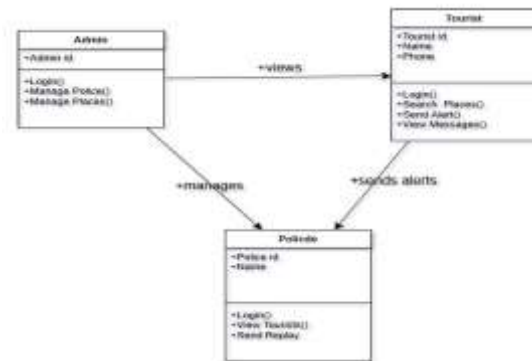 Admin
+Admin id
+Login()
+Manage Police()
+Manage Places()
+views
Tourist
+Tourist id
+Name
+Phone
+Login()
+Search Places()
+Send Alert()
+View Messages()
+manages
+sends alerts
+Police id
+Name
+Login()
+View Tourists()
+Send Replay